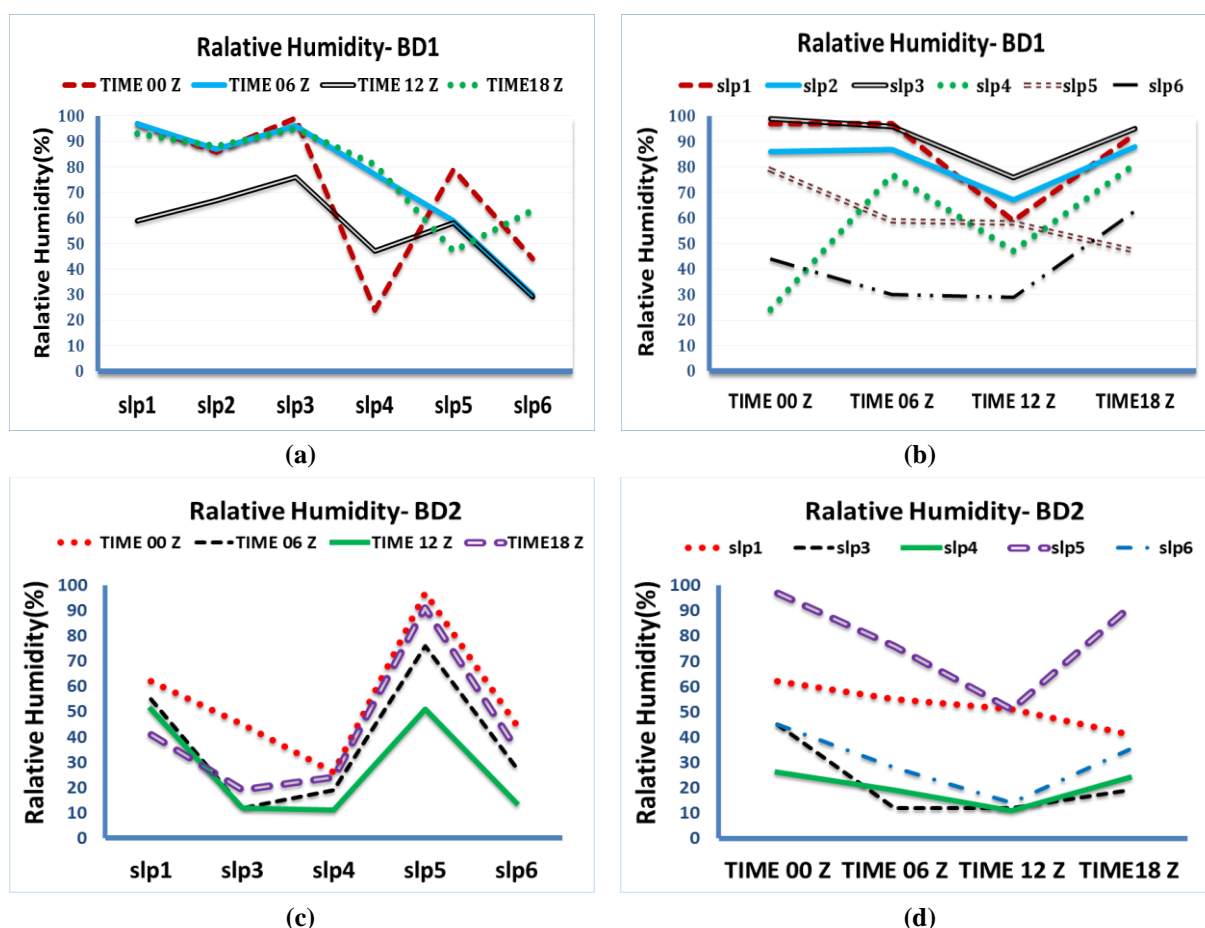 Ralative Humidity- BD1
TIME 00 Z TIME 06 Z TIME 12 Z TIME18 Z
Ralative Humidity(%)
100
90
80
70
60
50
40
30
20
10
0
slp1 slp2 slp3 slp4 slp5 slp6
(a)
Ralative Humidity- BD1
slp1 slp2 slp3 slp4 slp5 slp6
Ralative Humidity(%)
100
90
80
70
60
50
40
30
20
10
0
TIME 00 Z TIME 06 Z TIME 12 Z TIME18 Z
(b)
Ralative Humidity- BD2
TIME 00 Z TIME 06 Z TIME 12 Z TIME18 Z
Ralative Humidity(%)
100
90
80
70
60
50
40
30
20
10
0
slp1 slp3 slp4 slp5 slp6
(c)
Ralative Humidity- BD2
slp1 slp3 slp4 slp5 slp6
Ralative Humidity(%)
100
90
80
70
60
50
40
30
20
10
0
TIME 00 Z TIME 06 Z TIME 12 Z TIME18 Z
(d)